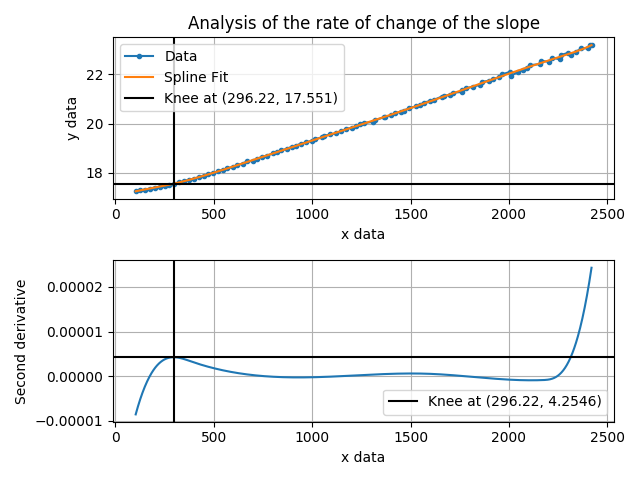 Analysis of the rate of change of the slope
Data
Spline Fit
Knee at (296.22, 17.551)
y data
22
20
18
0 500 1000 1500 2000 2500
x data
Second derivative
0.00002
0.00001
0.00000
−0.00001
Knee at (296.22, 4.2546)
0 500 1000 1500 2000 2500
x data